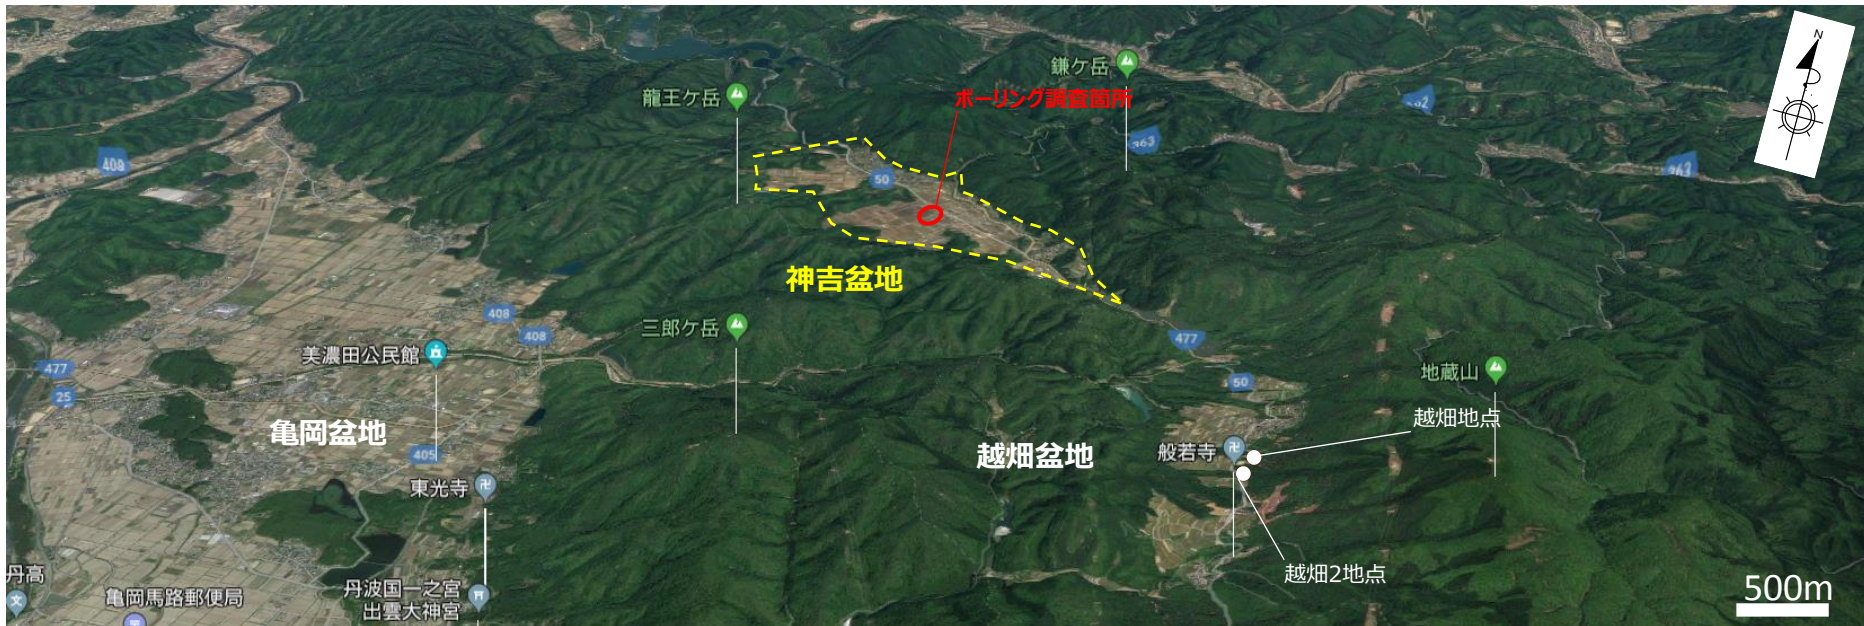 N
鎌ケ岳
龍王ケ岳
ボーリング調査箇所
363
408
50
神吉盆地
408
三郎ケ岳
408
477
美濃田公民館
477
50
地蔵山
25
越畑地点
亀岡盆地
越畑盆地
般若寺
405
東光寺
越畑2地点
丹高
丹波国一之宮
出雲大神宮
亀岡馬路郵便局
500m